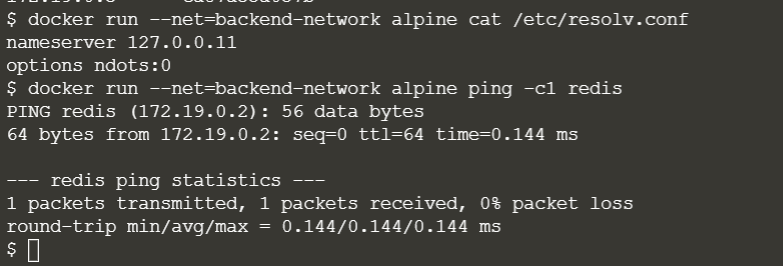 $ docker run --net=backend-network alpine cat /etc/resolv.conf
nameserver 127.0.0.11
options ndots:0
$ docker run --net=backend-network alpine ping -c1 redis
PING redis (172.19.0.2): 56 data bytes
64 bytes from 172.19.0.2: seq=0 ttl=64 time=0.144 ms
--- redis ping statistics ---
1 packets transmitted, 1 packets received, 0% packet loss
round-trip min/avg/max = 0.144/0.144/0.144 ms
$